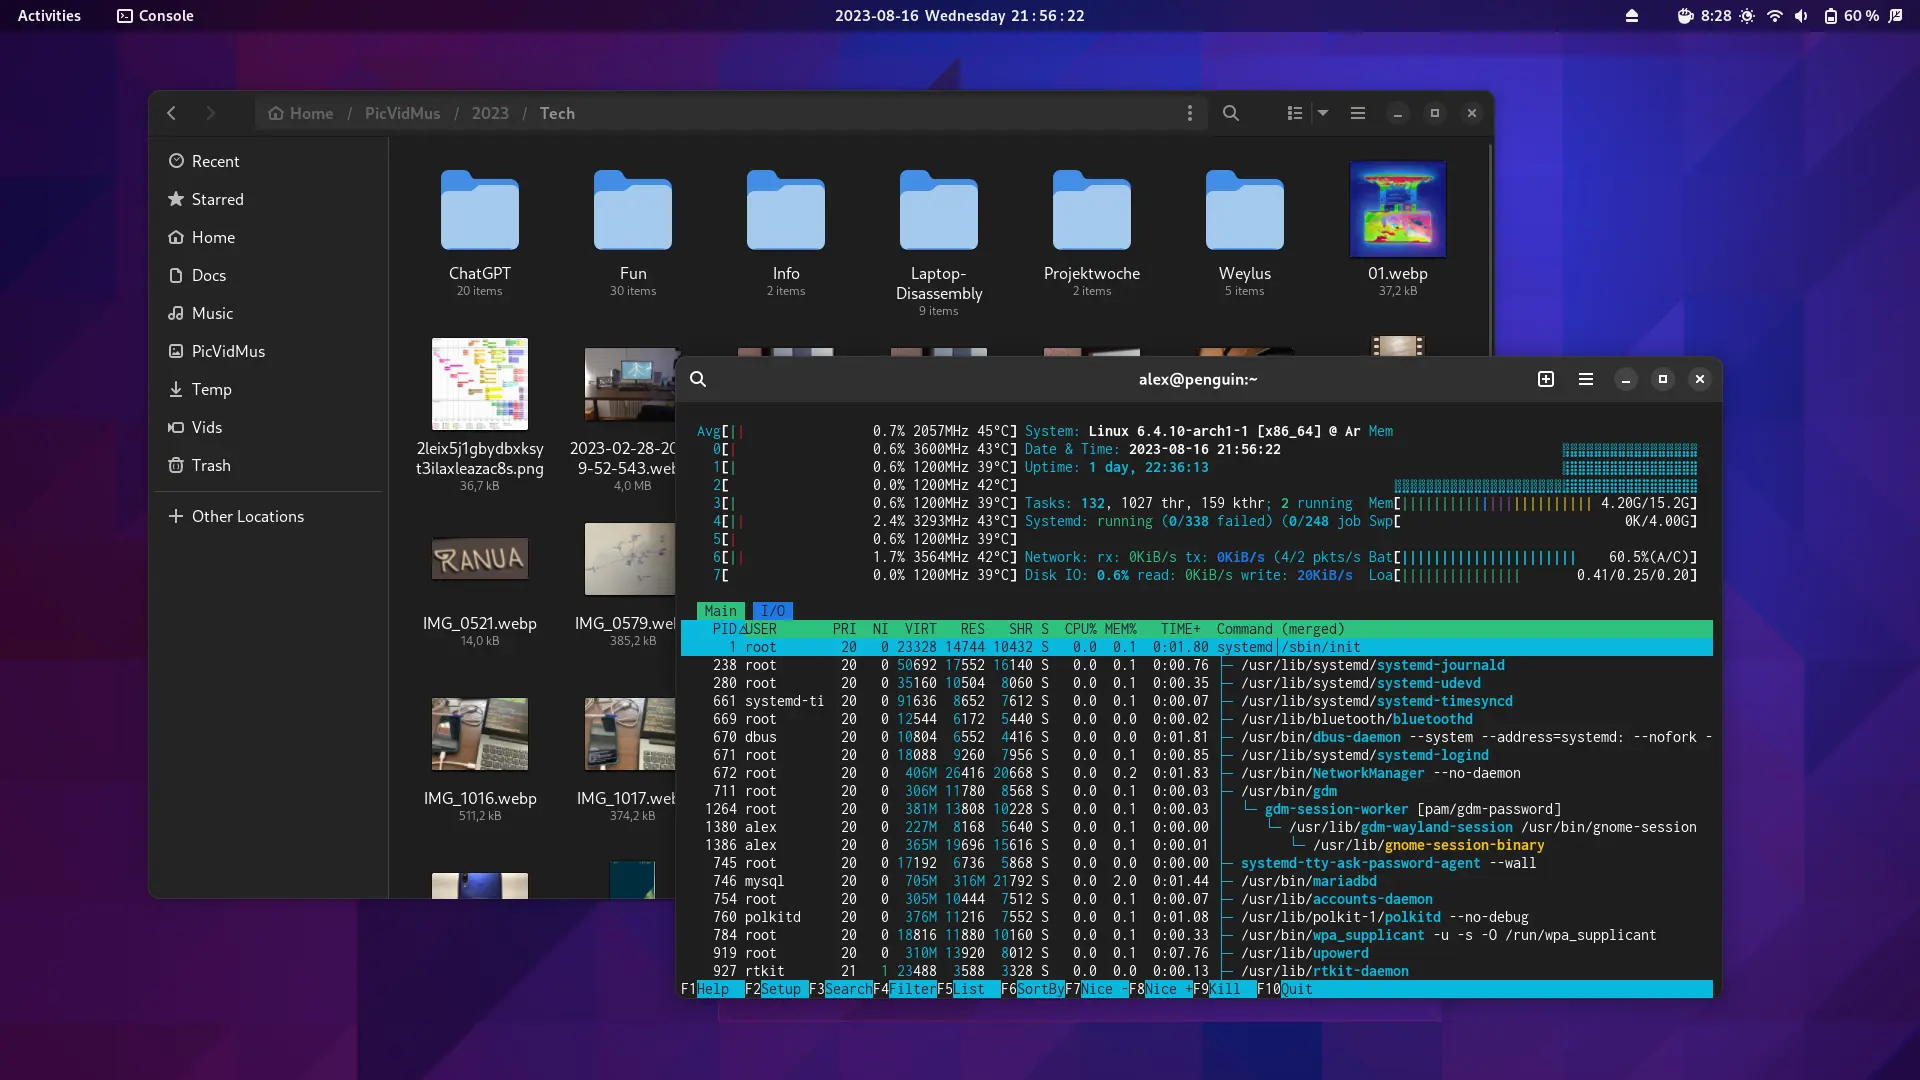 Activities Console 2023-08-16 Wednesday 21:56:22 8:28 60 %
Home / PicVidMus / 2023 / Tech
Recent
Starred
Home
Docs
Music
PicVidMus
Temp
Vids
Trash
Other Locations
ChatGPT
20 items
Fun
30 items
Info
2 items
Laptop-
Disassembly
9 items
Projektwoche
2 items
Weylus
5 items
01.webp
37,2 kB
2leix5j1gbydbxksy
t3ilaxleazac8s.png
36,7 kB
2023-02-28-20
9-52-543.web
4,0 MB
RANUA
IMG_0521.webp
14,0 kB
IMG_0579.we
385,2 kB
IMG_1016.webp
511,2 kB
IMG_1017.web
374,2 kB
alex@penguin:~
Avg[|| 0.7% 2057MHz 45°C] System: Linux 6.4.10-arch1-1 [x86_64] @ Ar Mem
0[| 0.6% 3600MHz 43°C] Date & Time: 2023-08-16 21:56:22
1[| 0.6% 1200MHz 39°C] Uptime: 1 day, 22:36:13
2[ 0.0% 1200MHz 42°C]
3[| 0.6% 1200MHz 39°C] Tasks: 132, 1027 thr, 159 kthr; 2 running Mem[||||||||||||||||||||||| 4.20G/15.2G]
4[|| 2.4% 3293MHz 43°C] Systemd: running (0/338 failed) (0/248 job Swp[ 0K/4.00G]
5[| 0.6% 1200MHz 39°C]
6[|| 1.7% 3564MHz 42°C] Network: rx: 0KiB/s tx: 0KiB/s (4/2 pkts/s Bat[|||||||||||||||||||||| 60.5%(A/C)]
7[ 0.0% 1200MHz 39°C] Disk IO: 0.6% read: 0KiB/s write: 20KiB/s Loa[||||||||||||||| 0.41/0.25/0.20]
Main I/O
PID△USER PRI NI VIRT RES SHR S CPU% MEM% TIME+ Command (merged)
1 root 20 0 23328 14744 10432 S 0.0 0.1 0:01.80 systemd│/sbin/init
238 root 20 0 50692 17552 16140 S 0.0 0.1 0:00.76 ├─ /usr/lib/systemd/systemd-journald
280 root 20 0 35160 10504 8060 S 0.0 0.1 0:00.35 ├─ /usr/lib/systemd/systemd-udevd
661 systemd-ti 20 0 91636 8652 7612 S 0.0 0.1 0:00.07 ├─ /usr/lib/systemd/systemd-timesyncd
669 root 20 0 12544 6172 5440 S 0.0 0.0 0:00.02 ├─ /usr/lib/bluetooth/bluetoothd
670 dbus 20 0 10804 6552 4416 S 0.0 0.0 0:01.81 ├─ /usr/bin/dbus-daemon --system --address=systemd: --nofork -
671 root 20 0 18088 9260 7956 S 0.0 0.1 0:00.85 ├─ /usr/lib/systemd/systemd-logind
672 root 20 0 406M 26416 20668 S 0.0 0.2 0:01.83 ├─ /usr/bin/NetworkManager --no-daemon
711 root 20 0 306M 11780 8568 S 0.0 0.1 0:00.03 ├─ /usr/bin/gdm
1264 root 20 0 381M 13808 10228 S 0.0 0.1 0:00.03 │ └─ gdm-session-worker [pam/gdm-password]
1380 alex 20 0 227M 8168 5640 S 0.0 0.1 0:00.00 │ └─ /usr/lib/gdm-wayland-session /usr/bin/gnome-session
1386 alex 20 0 365M 19696 15616 S 0.0 0.1 0:00.01 │ └─ /usr/lib/gnome-session-binary
745 root 20 0 17192 6736 5868 S 0.0 0.0 0:00.00 ├─ systemd-tty-ask-password-agent --wall
746 mysql 20 0 705M 316M 21792 S 0.0 2.0 0:01.44 ├─ /usr/bin/mariadbd
754 root 20 0 305M 10444 7512 S 0.0 0.1 0:00.07 ├─ /usr/lib/accounts-daemon
760 polkitd 20 0 376M 11216 7552 S 0.0 0.1 0:01.08 ├─ /usr/lib/polkit-1/polkitd --no-debug
784 root 20 0 18816 11880 10160 S 0.0 0.1 0:00.33 ├─ /usr/bin/wpa_supplicant -u -s -O /run/wpa_supplicant
919 root 20 0 310M 13920 8012 S 0.0 0.1 0:07.76 ├─ /usr/lib/upowerd
927 rtkit 21 1 23488 3588 3328 S 0.0 0.0 0:00.13 ├─ /usr/lib/rtkit-daemon
F1Help F2Setup F3SearchF4FilterF5List F6SortByF7Nice -F8Nice +F9Kill F10Quit